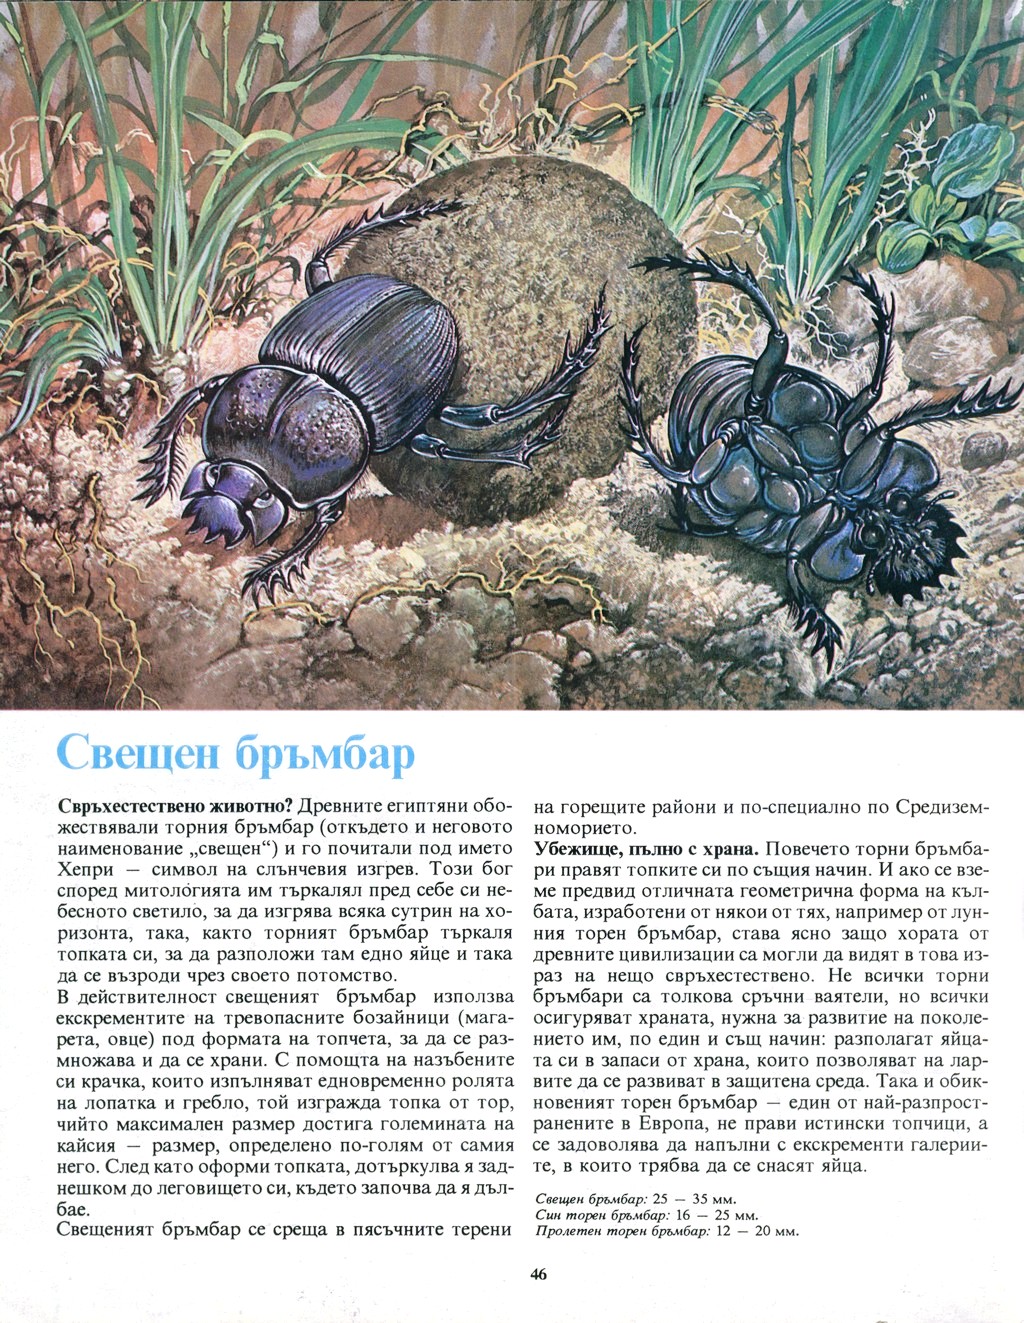 Свещен бръмбар
Свръхестествено животно? Древните египтяни обо-
жествявали торния бръмбар (откъдето и неговото
наименование „свещен“) и го почитали под името
Хепри — символ на слънчевия изгрев. Този бог
според митологията им търкалял пред себе си не-
бесното светило, за да изгрява всяка сутрин на хо-
ризонта, така, както торният бръмбар търкаля
топката си, за да разположи там едно яйце и така
да се възроди чрез своето потомство.
В действителност свещеният бръмбар използва
екскрементите на тревопасните бозайници (мага-
рета, овце) под формата на топчета, за да се раз-
множава и да се храни. С помощта на назъбените
си крачка, които изпълняват едновременно ролята
на лопатка и гребло, той изгражда топка от тор,
чийто максимален размер достига големината на
кайсия — размер, определено по-голям от самия
него. След като оформи топката, дотъркулва я зад-
нешком до леговището си, където започва да я дъл-
бае.
Свещеният бръмбар се среща в пясъчните терени
на горещите райони и по-специално по Средизем-
номорието.
Убежище, пълно с храна. Повечето торни бръмба-
ри правят топките си по същия начин. И ако се взе-
ме предвид отличната геометрична форма на къл-
бата, изработени от някои от тях, например от лун-
ния торен бръмбар, става ясно защо хората от
древните цивилизации са могли да видят в това из-
раз на нещо свръхестествено. Не всички торни
бръмбари са толкова сръчни ваятели, но всички
осигуряват храната, нужна за развитие на поколе-
нието им, по един и същ начин: разполагат яйца-
та си в запаси от храна, които позволяват на лар-
вите да се развиват в защитена среда. Така и обик-
новеният торен бръмбар — един от най-разпрост-
ранените в Европа, не прави истински топчици, а
се задоволява да напълни с екскременти галерии-
те, в които трябва да се снасят яйца.
Свещен бръмбар: 25 — 35 мм.
Син торен бръмбар: 16 — 25 мм.
Пролетен торен бръмбар: 12 — 20 мм.
46